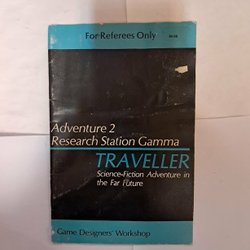 For Referees Only
Adventure 2
Research Station Gamma
TRAVELLER
Science-Fiction Adventure in
the Far Future
Game Designers' Workshop